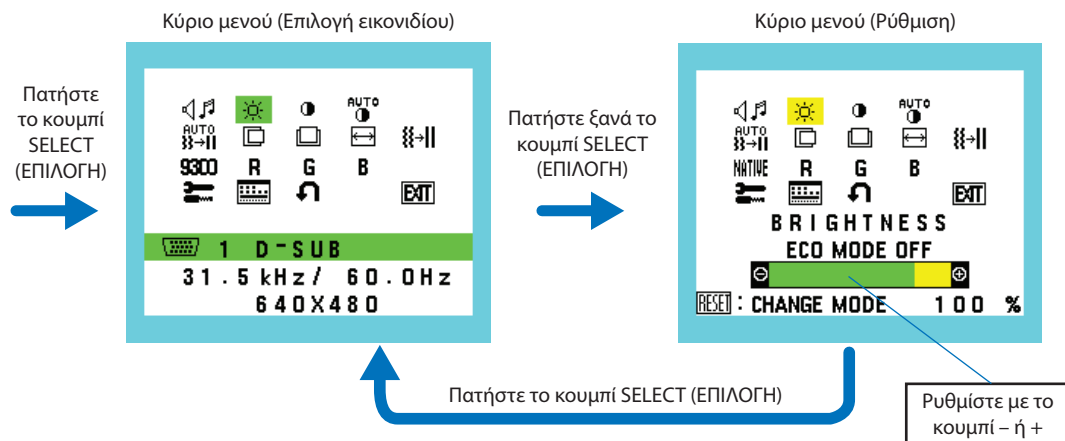 Κύριο μενού (Επιλογή εικονιδίου)
Κύριο μενού (Ρύθμιση)
Πατήστε
το κουμπί
SELECT
(ΕΠΙΛΟΓΗ)
AUTO
AUTO
9300 R G B
EXIT
1 D-SUB
31.5 kHz/ 60.0Hz
640X480
Πατήστε ξανά το
κουμπί SELECT
(ΕΠΙΛΟΓΗ)
AUTO
AUTO
NATIVE R G B
EXIT
BRIGHTNESS
ECO MODE OFF
RESET : CHANGE MODE 100 %
Πατήστε το κουμπί SELECT (ΕΠΙΛΟΓΗ)
Ρυθμίστε με το
κουμπί – ή +